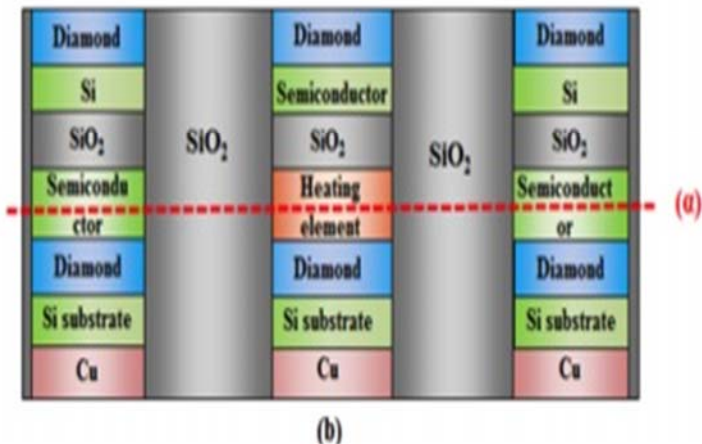 Diamond
Diamond
Diamond
Si
Semiconductor
Si
SiO₂
SiO₂
SiO₂
SiO₂
SiO₂
Semicondu
ctor
Heating
element
Semiconduct
or
(α)
Diamond
Diamond
Diamond
Si substrate
Si substrate
Si substrate
Cu
Cu
Cu
(b)